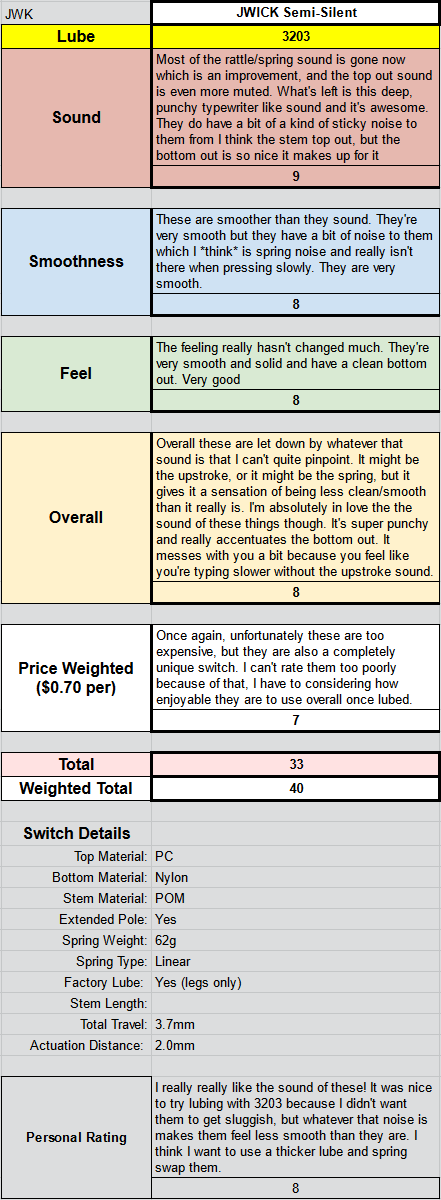 JWK
JWICK Semi-Silent
Lube
3203
Sound
Most of the rattle/spring sound is gone now
which is an improvement, and the top out sound
is even more muted. What's left is this deep,
punchy typewriter like sound and it's awesome.
They do have a bit of a kind of sticky noise to
them from I think the stem top out, but the
bottom out is so nice it makes up for it
9
Smoothness
These are smoother than they sound. They're
very smooth but they have a bit of noise to them
which I *think* is spring noise and really isn't
there when pressing slowly. They are very
smooth.
8
Feel
The feeling really hasn't changed much. They're
very smooth and solid and have a clean bottom
out. Very good
8
Overall
Overall these are let down by whatever that
sound is that I can't quite pinpoint. It might be
the upstroke, or it might be the spring, but it
gives it a sensation of being less clean/smooth
than it really is. I'm absolutely in love the the
sound of these things though. It's super punchy
and really accentuates the bottom out. It
messes with you a bit because you feel like
you're typing slower without the upstroke sound.
8
Price Weighted
($0.70 per)
Once again, unfortunately these are too
expensive, but they are also a completely
unique switch. I can't rate them too poorly
because of that, I have to considering how
enjoyable they are to use overall once lubed.
7
Total
33
Weighted Total
40
Switch Details
Top Material: PC
Bottom Material: Nylon
Stem Material: POM
Extended Pole: Yes
Spring Weight: 62g
Spring Type: Linear
Factory Lube: Yes (legs only)
Stem Length:
Total Travel: 3.7mm
Actuation Distance: 2.0mm
Personal Rating
I really really like the sound of these! It was nice
to try lubing with 3203 because I didn't want
them to get sluggish, but whatever that noise is
makes them feel less smooth than they are. I
think I want to use a thicker lube and spring
swap them.
8